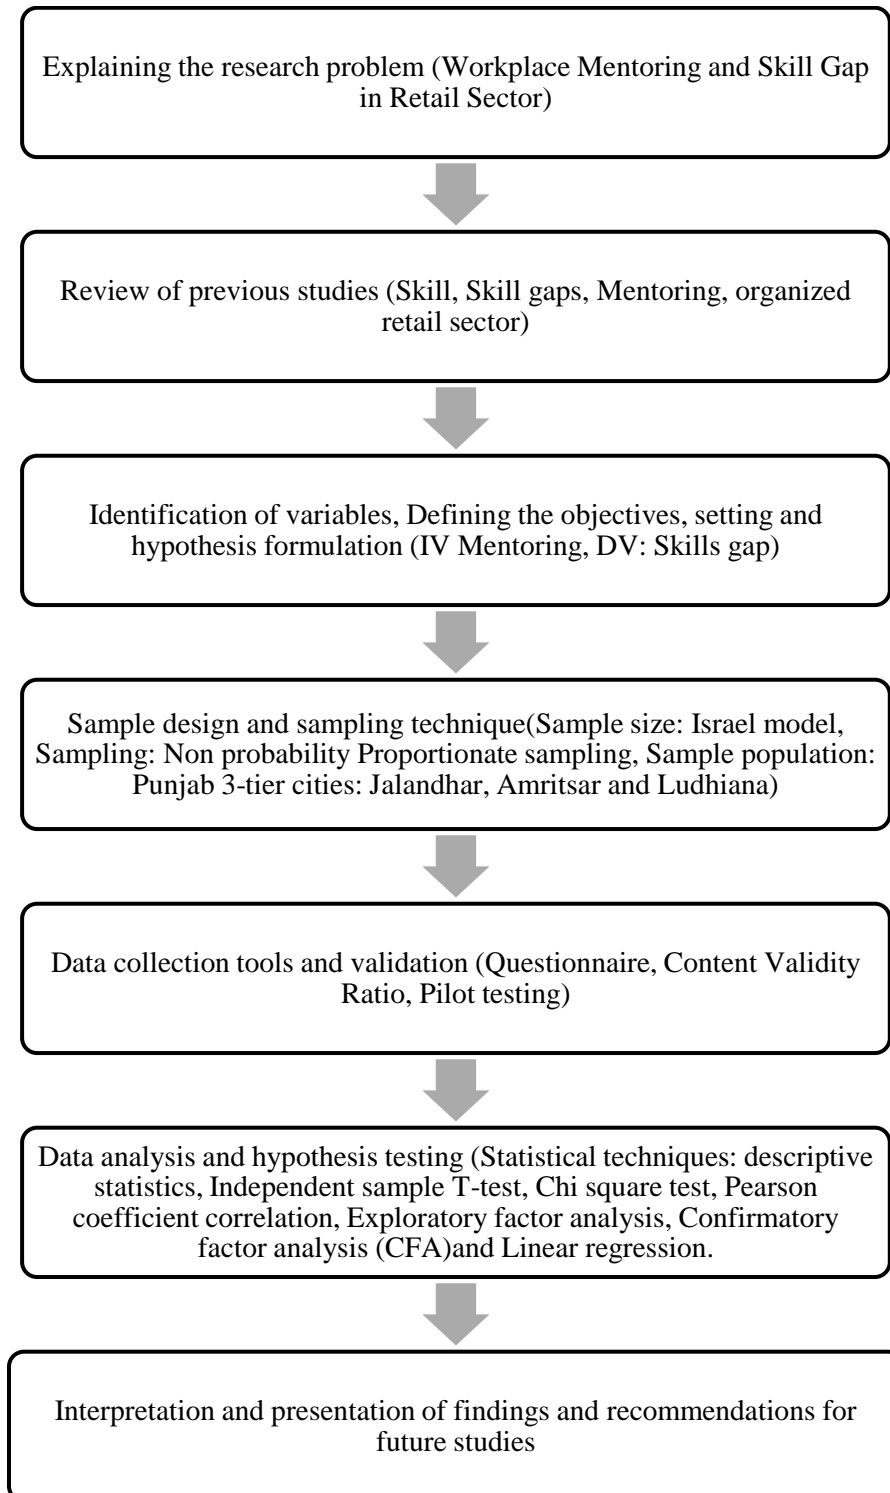 Explaining the research problem (Workplace Mentoring and Skill Gap
in Retail Sector)
Review of previous studies (Skill, Skill gaps, Mentoring, organized
retail sector)
Identification of variables, Defining the objectives, setting and
hypothesis formulation (IV Mentoring, DV: Skills gap)
Sample design and sampling technique(Sample size: Israel model,
Sampling: Non probability Proportionate sampling, Sample population:
Punjab 3-tier cities: Jalandhar, Amritsar and Ludhiana)
Data collection tools and validation (Questionnaire, Content Validity
Ratio, Pilot testing)
Data analysis and hypothesis testing (Statistical techniques: descriptive
statistics, Independent sample T-test, Chi square test, Pearson
coefficient correlation, Exploratory factor analysis, Confirmatory
factor analysis (CFA)and Linear regression.
Interpretation and presentation of findings and recommendations for
future studies